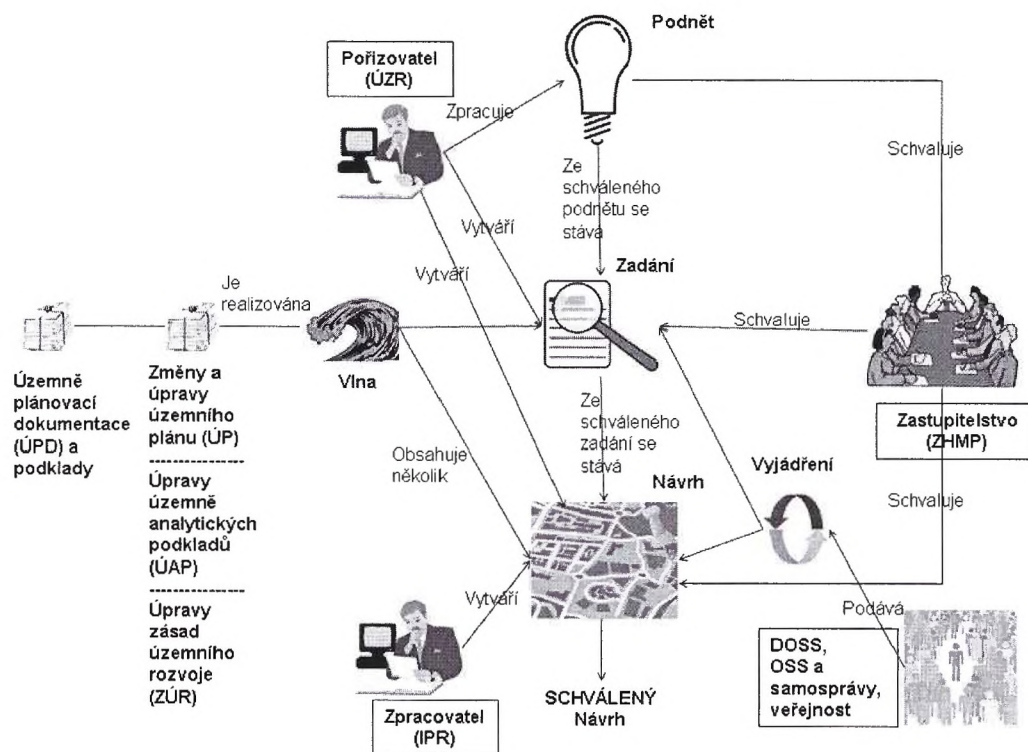 Podnět
Pořizovatel
(ÚZR)
Zpracuje
Schvaluje
Ze
schváleného
podnětu se
stává
Vytváří
Vytváří
Zadání
Je
realizována
Schvaluje
Vlna
Územně
plánovací
dokumentace
(ÚPD) a
podklady
Změny a
úpravy
územního
plánu (ÚP)
----------------
Úpravy
územně
analytických
podkladů
(ÚAP)
----------------
Úpravy
zásad
územního
rozvoje
(ZÚR)
Obsahuje
několik
Ze
schváleného
zadání se
stává
Zastupitelstvo
(ZHMP)
Návrh
Vyjádření
Schvaluje
Vytváří
Podává
DOSS,
OSS a
samosprávy,
veřejnost
Zpracovatel
(IPR)
SCHVÁLENÝ
Návrh